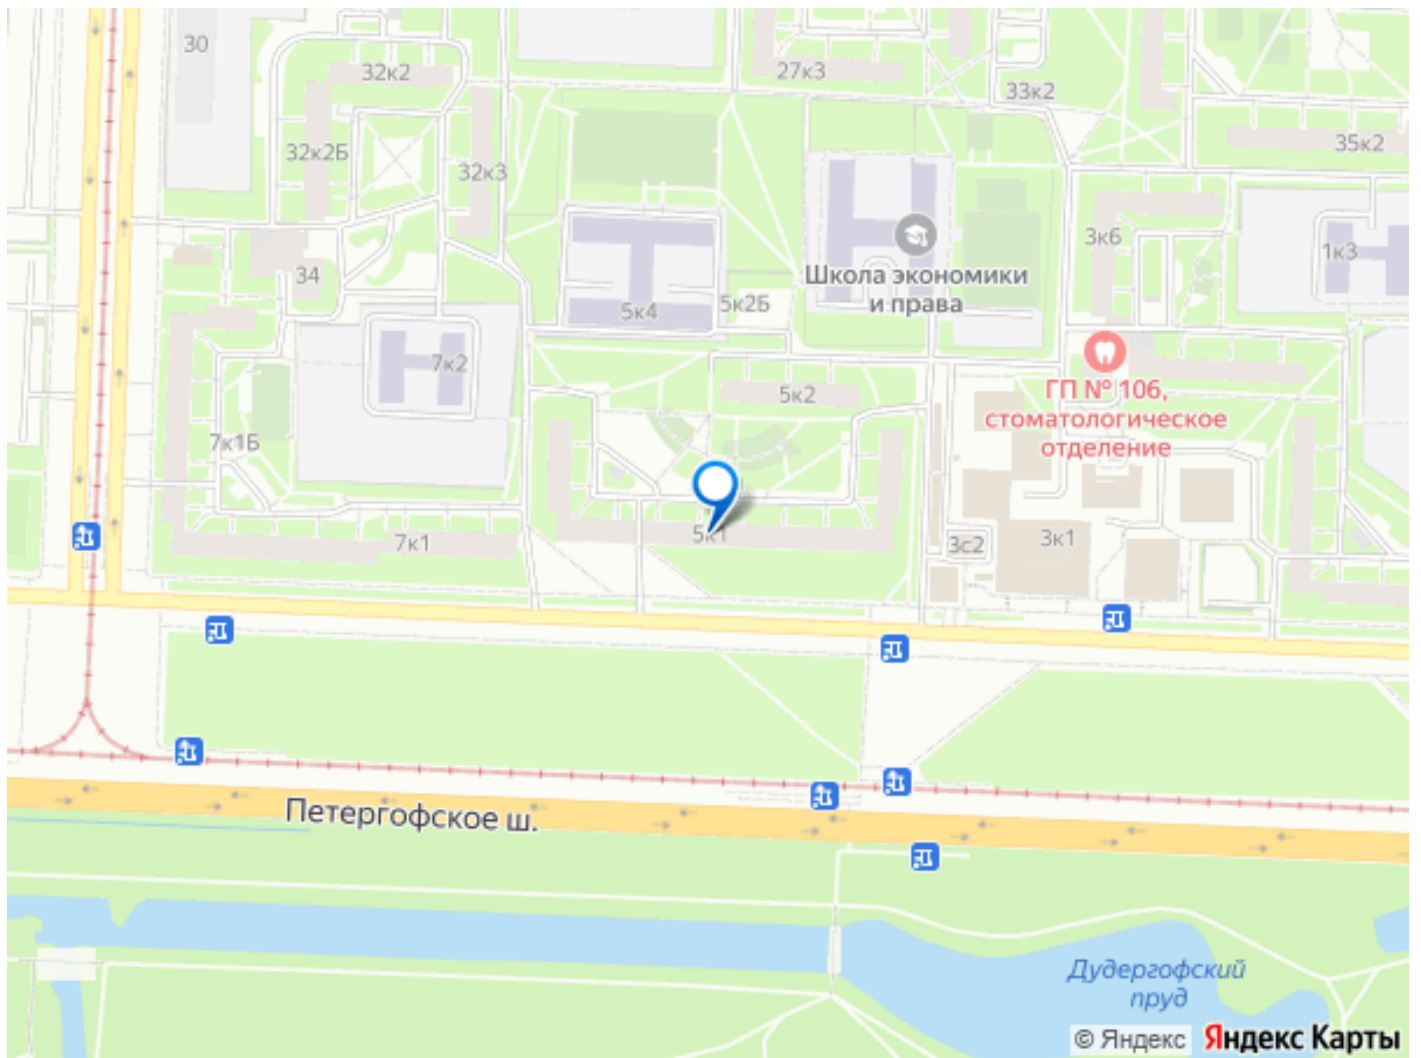 30
32к2
27к3
33к2
32к2Б
32к3
35к2
3к6
34
Школа экономики
и права
1к3
5к4
5к2Б
7к2
5к2
ГП № 106,
стоматологическое
отделение
7к1Б
7к1
5к1
3с2
3к1
Петергофское ш.
Дудергофский
пруд
© Яндекс Яндекс Карты